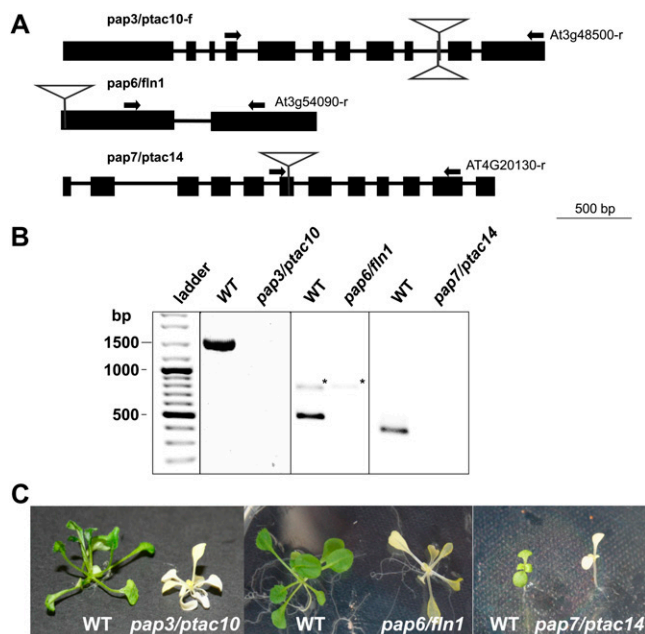 A
pap3/ptac10-f
At3g48500-r
pap6/fln1
At3g54090-r
pap7/ptac14
AT4G20130-r
500 bp
B
ladder
WT
pap3/ptac10
WT
pap6/fln1
WT
pap7/ptac14
bp
1500
1000
500
* *
C
WT pap3/ptac10 WT pap6/fln1 WT pap7/ptac14